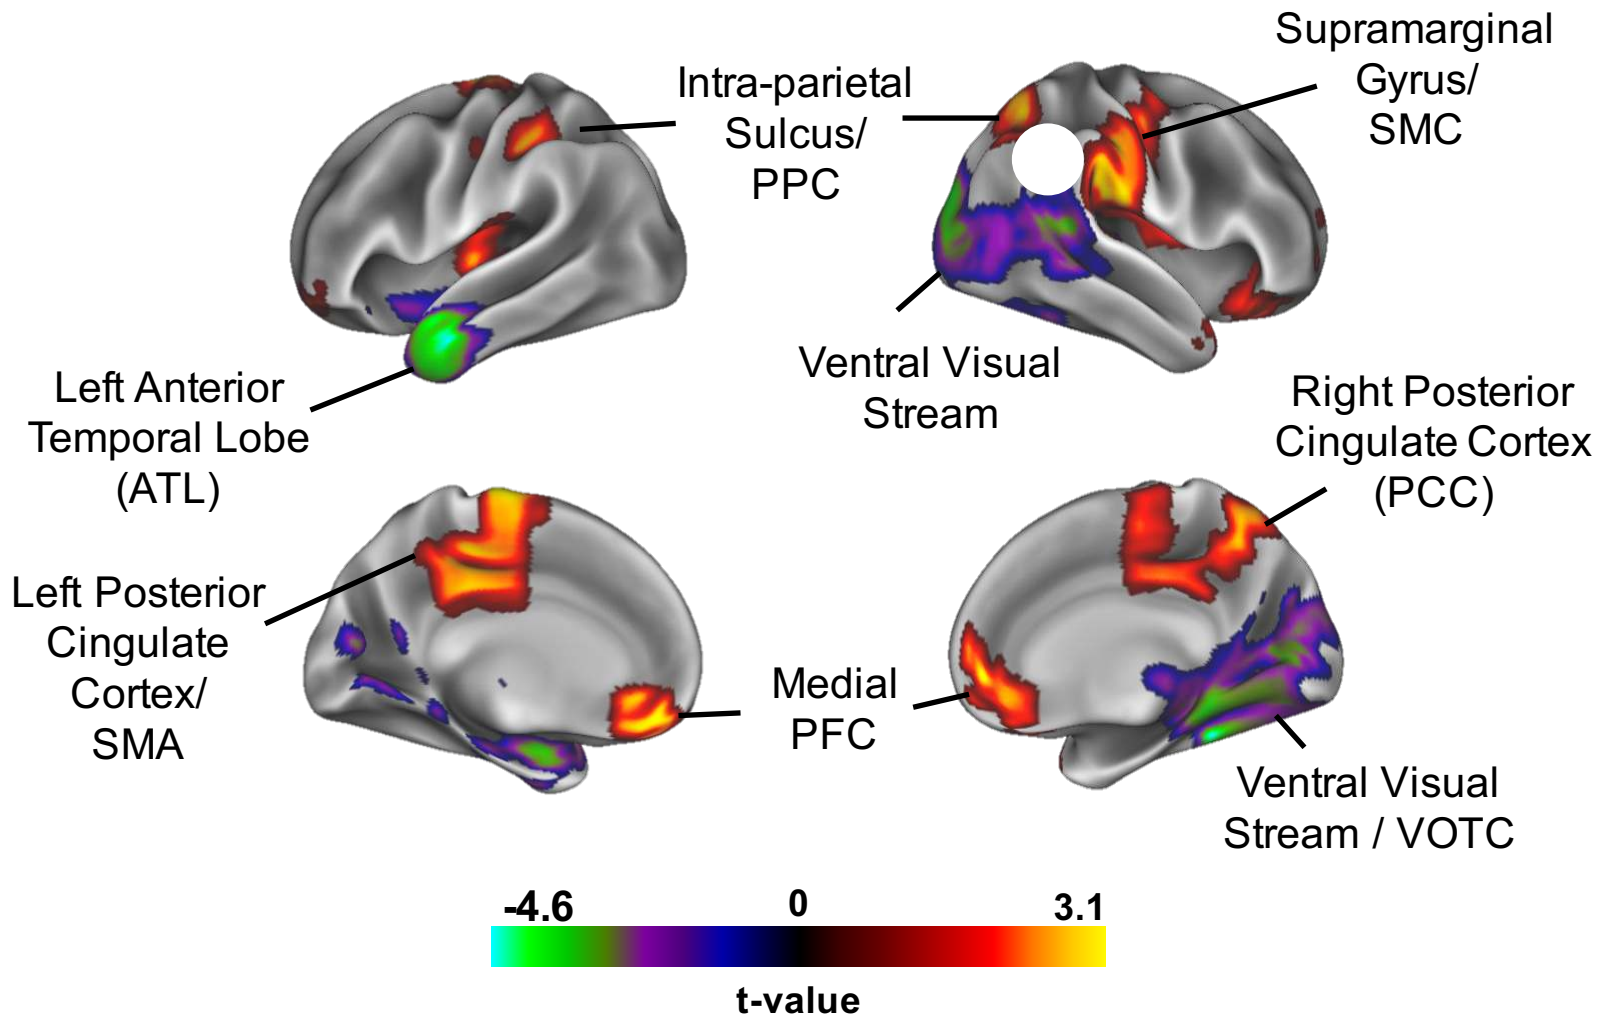 Intra-parietal
Sulcus/
PPC
Supramarginal
Gyrus/
SMC
Left Anterior
Temporal Lobe
(ATL)
Ventral Visual
Stream
Right Posterior
Cingulate Cortex
(PCC)
Left Posterior
Cingulate
Cortex/
SMA
Medial
PFC
Ventral Visual
Stream / VOTC
-4.6 0 3.1
t-value